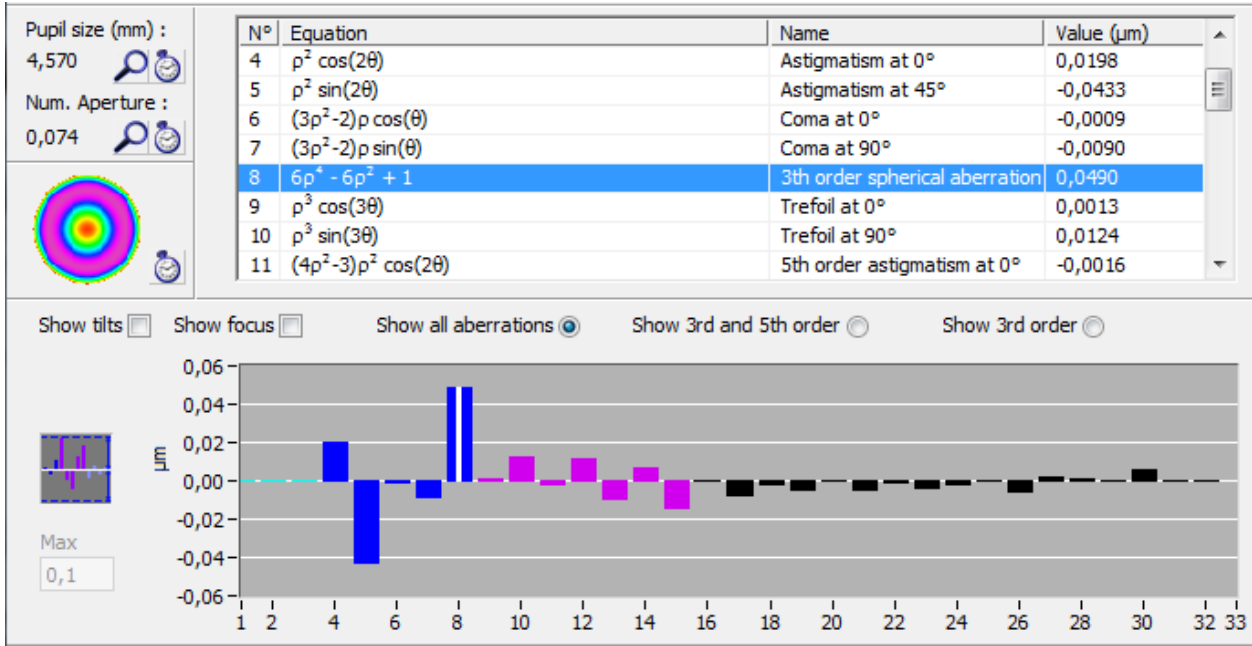 Pupil size (mm) :
4,570
Num. Aperture :
0,074
N° Equation Name Value (µm)
4 ρ² cos(2θ) Astigmatism at 0° 0,0198
5 ρ² sin(2θ) Astigmatism at 45° -0,0433
6 (3ρ²-2)ρ cos(θ) Coma at 0° -0,0009
7 (3ρ²-2)ρ sin(θ) Coma at 90° -0,0090
8 6ρ⁴ - 6ρ² + 1 3th order spherical aberration 0,0490
9 ρ³ cos(3θ) Trefoil at 0° 0,0013
10 ρ³ sin(3θ) Trefoil at 90° 0,0124
11 (4ρ²-3)ρ² cos(2θ) 5th order astigmatism at 0° -0,0016
Show tilts Show focus Show all aberrations Show 3rd and 5th order Show 3rd order
Max
0,1
µm
0,06
0,04
0,02
0,00
-0,02
-0,04
-0,06
1 2 4 6 8 10 12 14 16 18 20 22 24 26 28 30 32 33